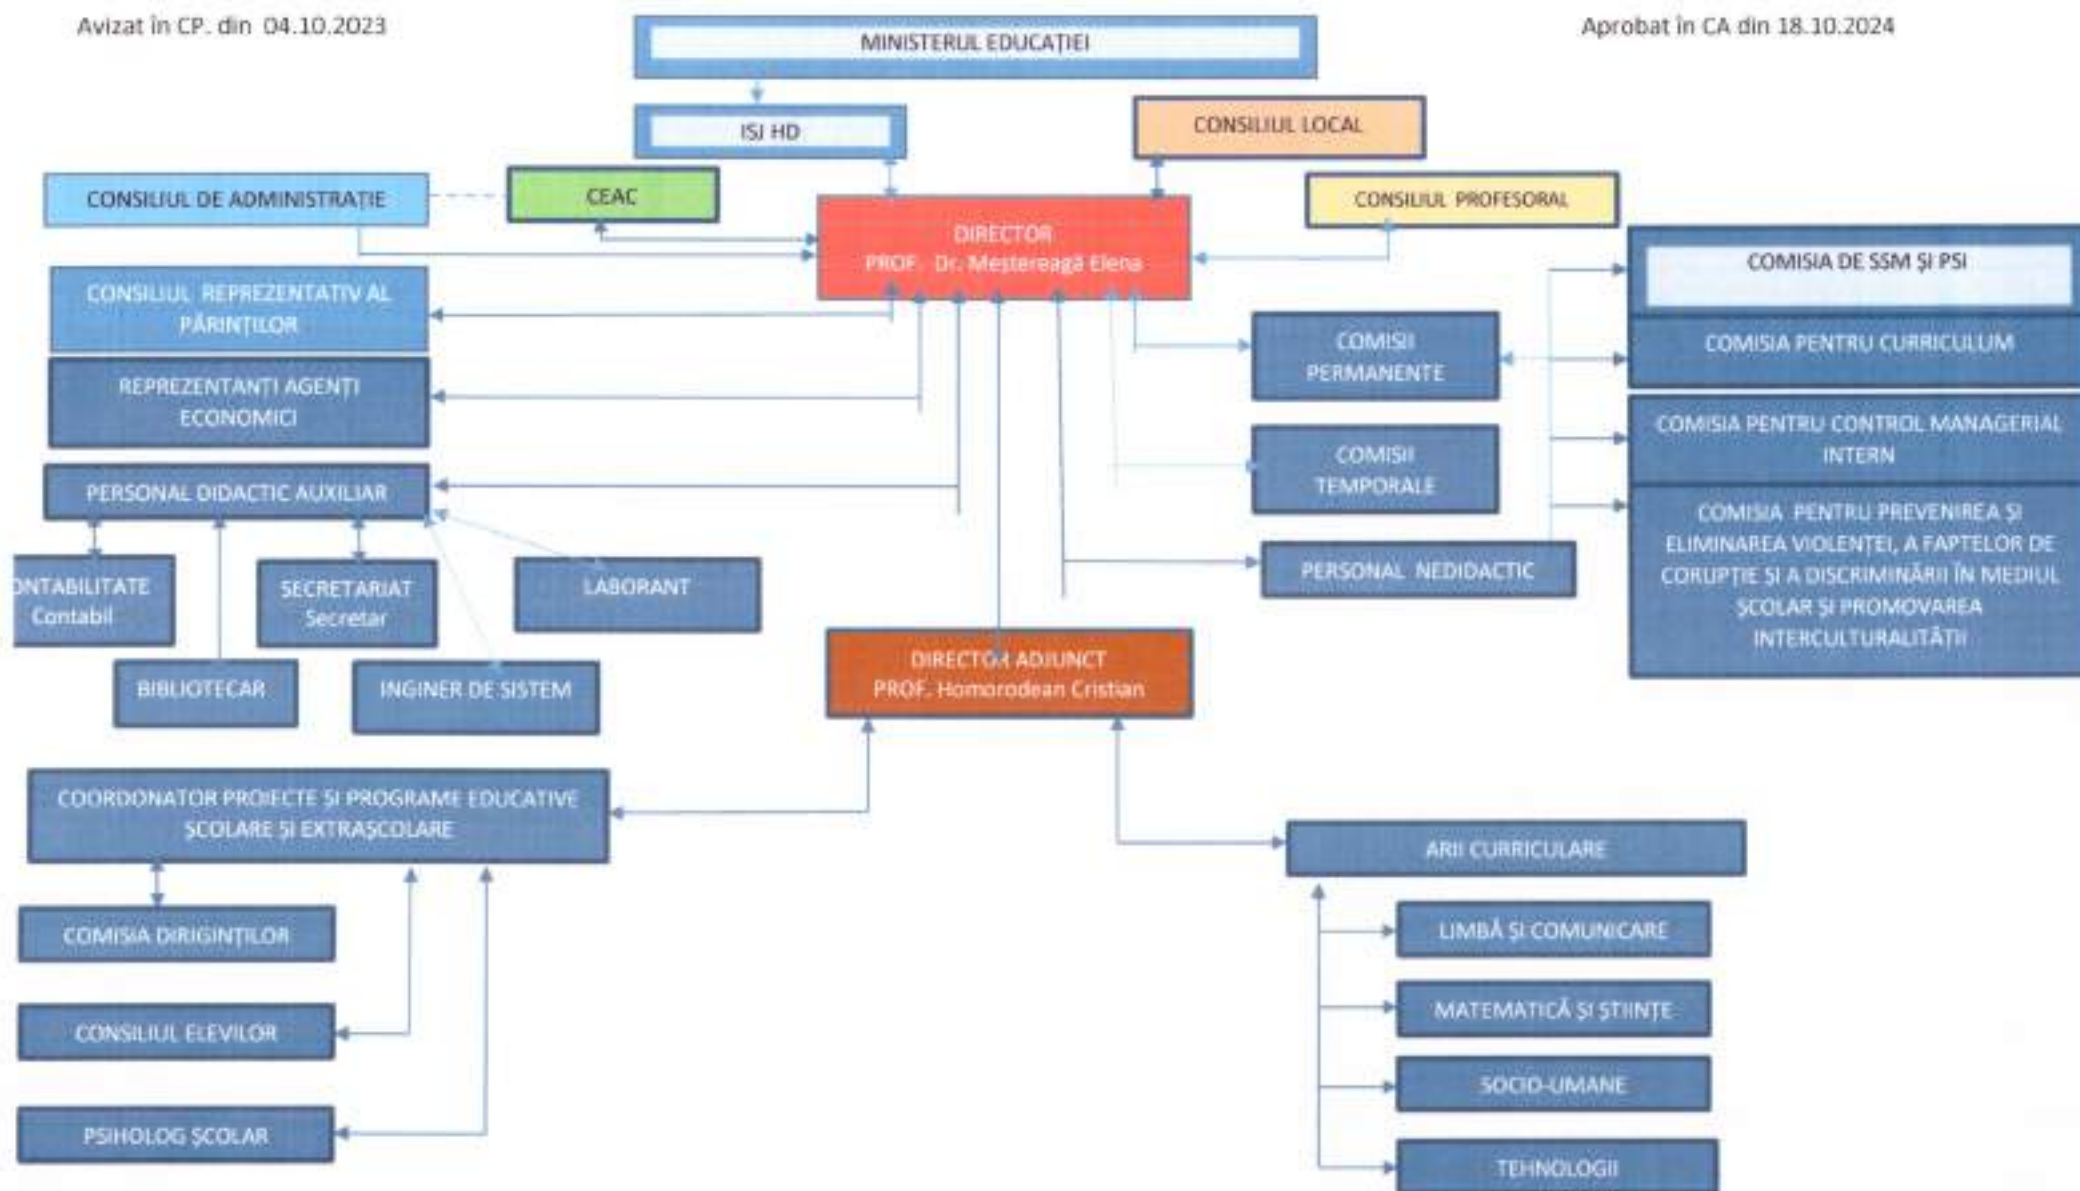 Avizat în CP. din 04.10.2023
Aprobat în CA din 18.10.2024
MINISTERUL EDUCAȚIEI
ISJ HD
CONSILIUL LOCAL
CONSILIUL DE ADMINISTRAȚIE
CEAC
CONSILIUL PROFESORAL
DIRECTOR
PROF. Dr. Meștereagă Elena
COMISIA DE SSM ȘI PSI
CONSILIUL REPREZENTATIV AL
PĂRINȚILOR
COMISII
PERMANENTE
COMISIA PENTRU CURRICULUM
REPREZENTANȚI AGENȚI
ECONOMICI
COMISIA PENTRU CONTROL MANAGERIAL
INTERN
COMISII
TEMPORALE
PERSONAL DIDACTIC AUXILIAR
COMISIA PENTRU PREVENIREA ȘI
ELIMINAREA VIOLENȚEI, A FAPTELOR DE
CORUPȚIE ȘI A DISCRIMINĂRII ÎN MEDIUL
ȘCOLAR ȘI PROMOVAREA
INTERCULTURALITĂȚII
PERSONAL NEDIDACTIC
ONTABILITATE
Contabil
SECRETARIAT
Secretar
LABORANT
BIBLIOTECAR
INGINER DE SISTEM
DIRECTOR ADJUNCT
PROF. Homorodean Cristian
COORDONATOR PROIECTE ȘI PROGRAME EDUCATIVE
ȘCOLARE ȘI EXTRAȘCOLARE
ARII CURRICULARE
COMISIA DIRIGINȚILOR
LIMBĂ ȘI COMUNICARE
CONSILIUL ELEVILOR
MATEMATICĂ ȘI ȘTIINȚE
SOCIO-UMANE
PSIHOLOG ȘCOLAR
TEHNOLOGII